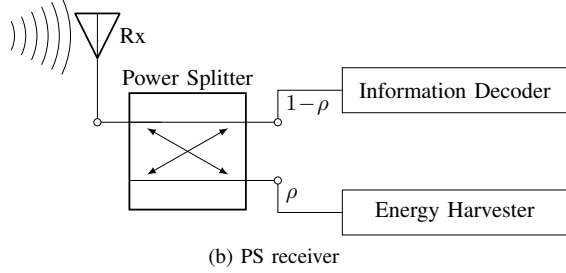 Rx
Power Splitter
1−ρ
Information Decoder
ρ
Energy Harvester
(b) PS receiver